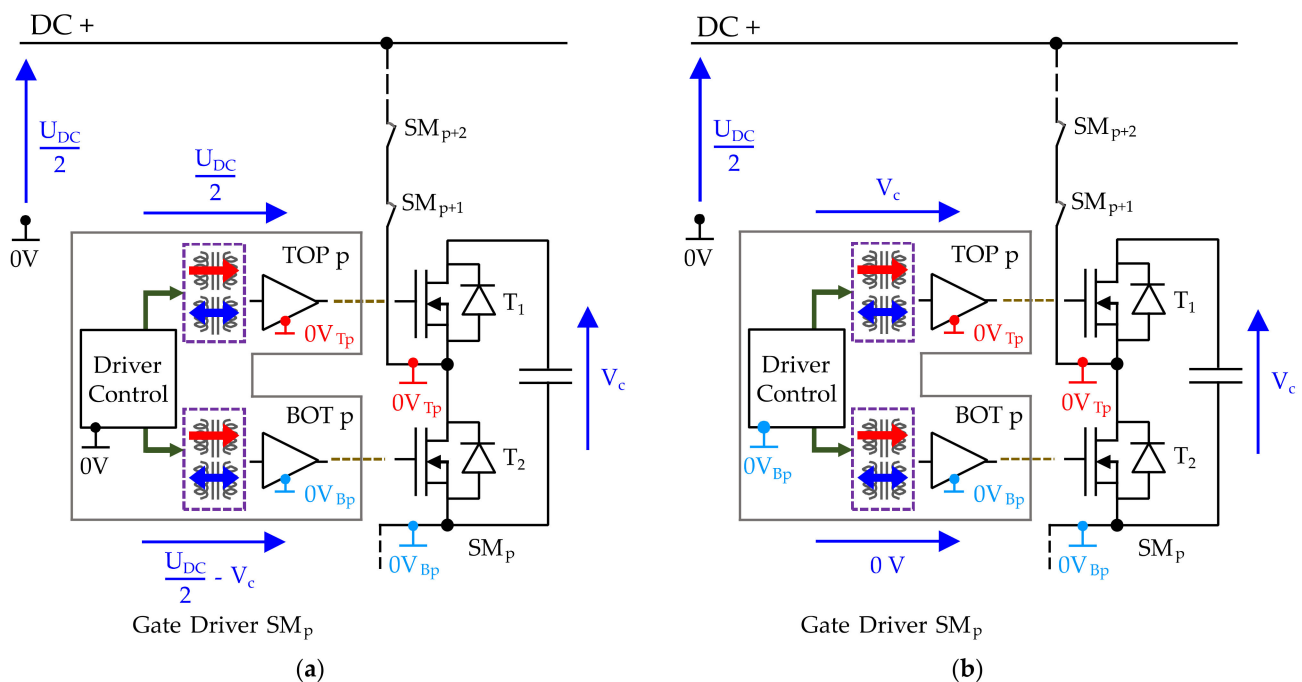 DC +
U_DC
2
0V
U_DC
2
SM_p+2
SM_p+1
TOP p
0V_Tp
T_1
Driver
Control
0V
0V_Tp
V_c
BOT p
0V_Bp
T_2
0V_Bp
SM_p
U_DC
2
- V_c
Gate Driver SM_p
(a)
DC +
U_DC
2
0V
V_c
SM_p+2
SM_p+1
TOP p
0V_Tp
T_1
Driver
Control
0V_Bp
0V_Tp
V_c
BOT p
0V_Bp
T_2
0V_Bp
SM_p
0 V
Gate Driver SM_p
(b)